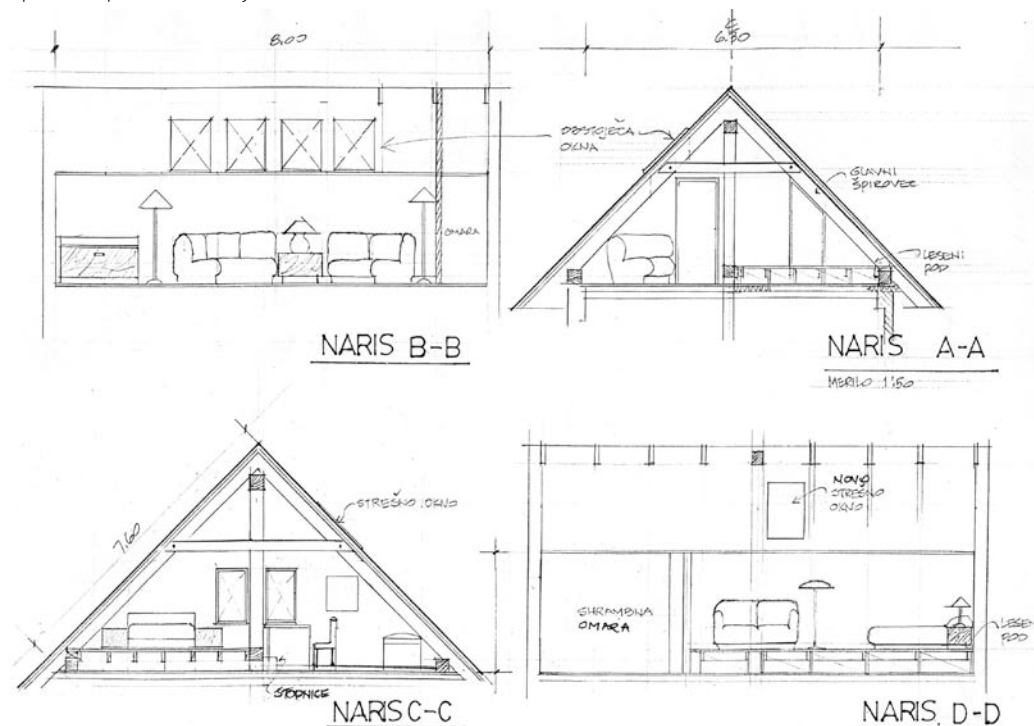 8.00
6.30
OBSTOJEČA
OKNA
GLAVNI
ŠPIROVEC
OMARA
LESENI
POD
NARIS B-B
NARIS A-A
MERILO 1:50
7.60
STREŠNO OKNO
NOVO
STREŠNO
OKNO
SHRAMBNA
OMARA
LESENI
POD
STOPNICE
NARIS C-C
NARIS D-D